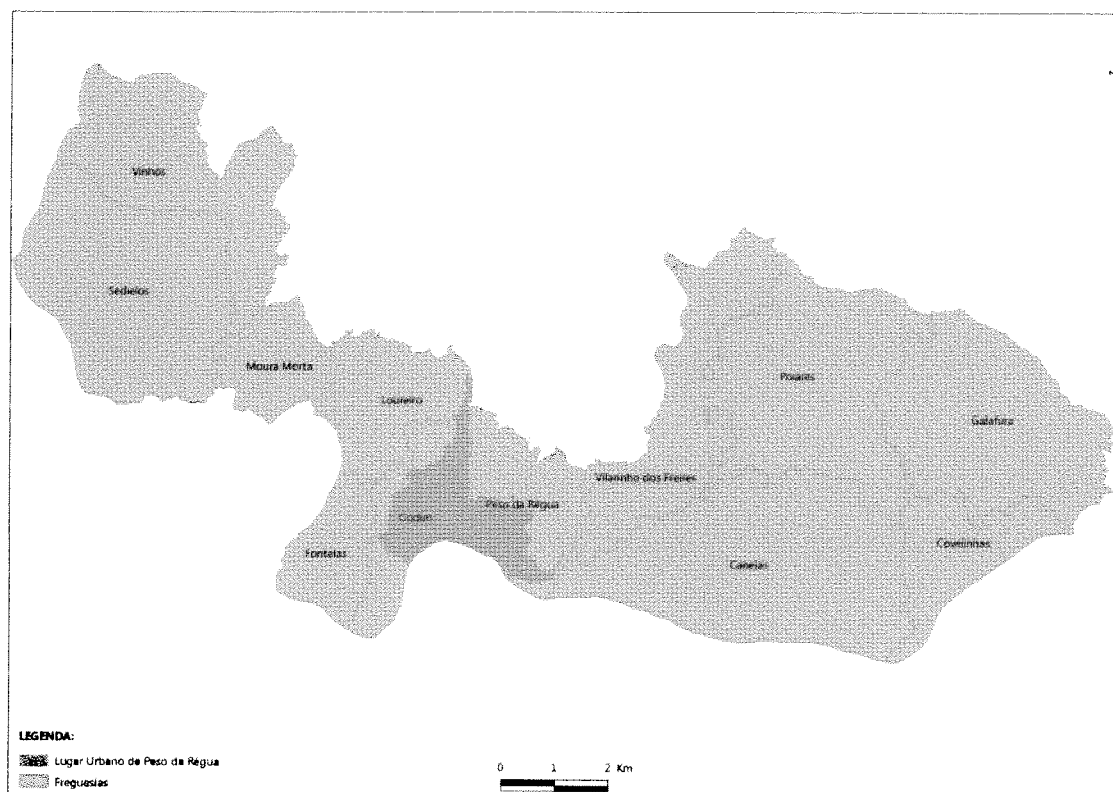 Vinhos
Sedielos
Moura Morta
Loureiro
Poiares
Galafura
Vilarinho dos Freires
Peso da Régua
Godim
Covelinhas
Fontelas
Canelas
LEGENDA:
Lugar Urbano de Peso da Régua
Freguesias
0 1 2 Km